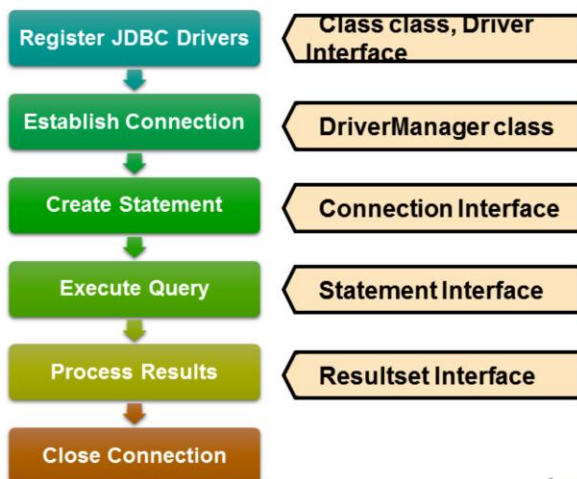 Register JDBC Drivers
Class class, Driver
Interface
Establish Connection
DriverManager class
Create Statement
Connection Interface
Execute Query
Statement Interface
Process Results
Resultset Interface
Close Connection